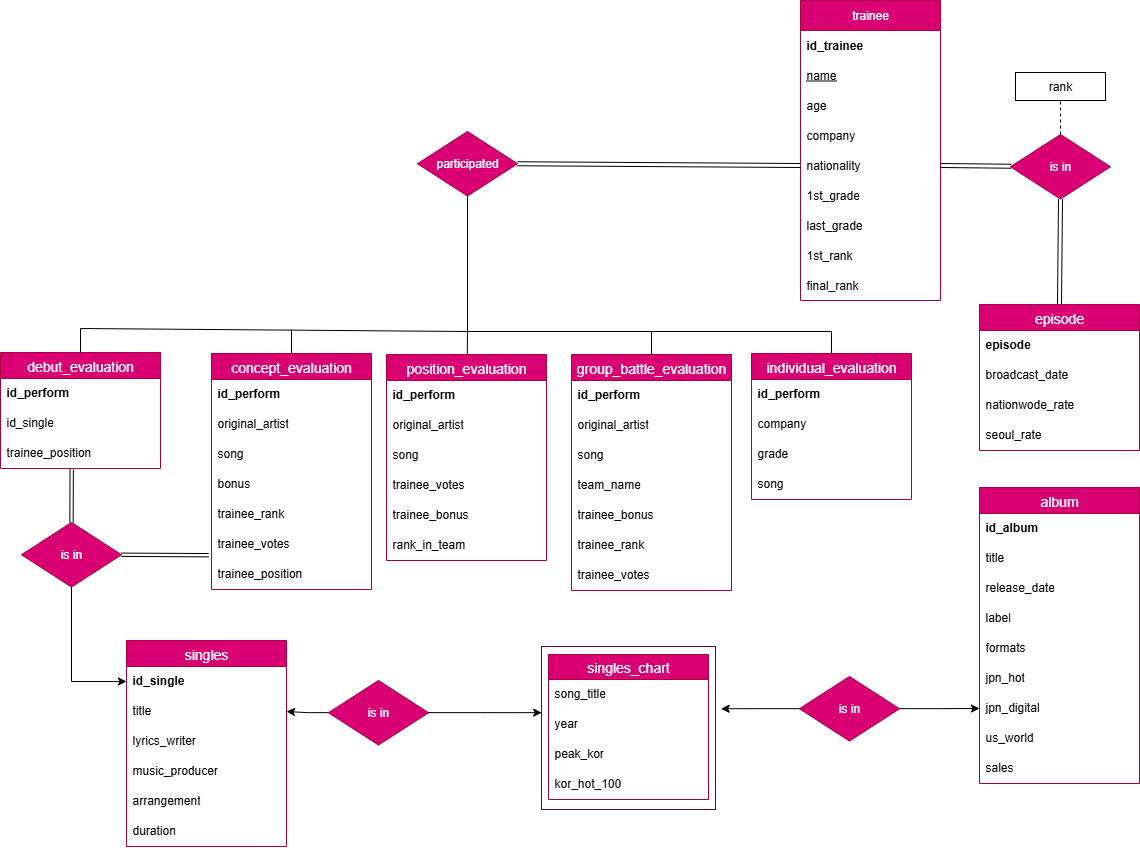 trainee
id_trainee
name
age
company
nationality
1st_grade
last_grade
1st_rank
final_rank
rank
is in
participated
episode
episode
broadcast_date
nationwode_rate
seoul_rate
debut_evaluation
id_perform
id_single
trainee_position
concept_evaluation
id_perform
original_artist
song
bonus
trainee_rank
trainee_votes
trainee_position
position_evaluation
id_perform
original_artist
song
trainee_votes
trainee_bonus
rank_in_team
group_battle_evaluation
id_perform
original_artist
song
team_name
trainee_bonus
trainee_rank
trainee_votes
individual_evaluation
id_perform
company
grade
song
is in
album
id_album
title
release_date
label
formats
jpn_hot
jpn_digital
us_world
sales
singles
id_single
title
lyrics_writer
music_producer
arrangement
duration
is in
singles_chart
song_title
year
peak_kor
kor_hot_100
is in